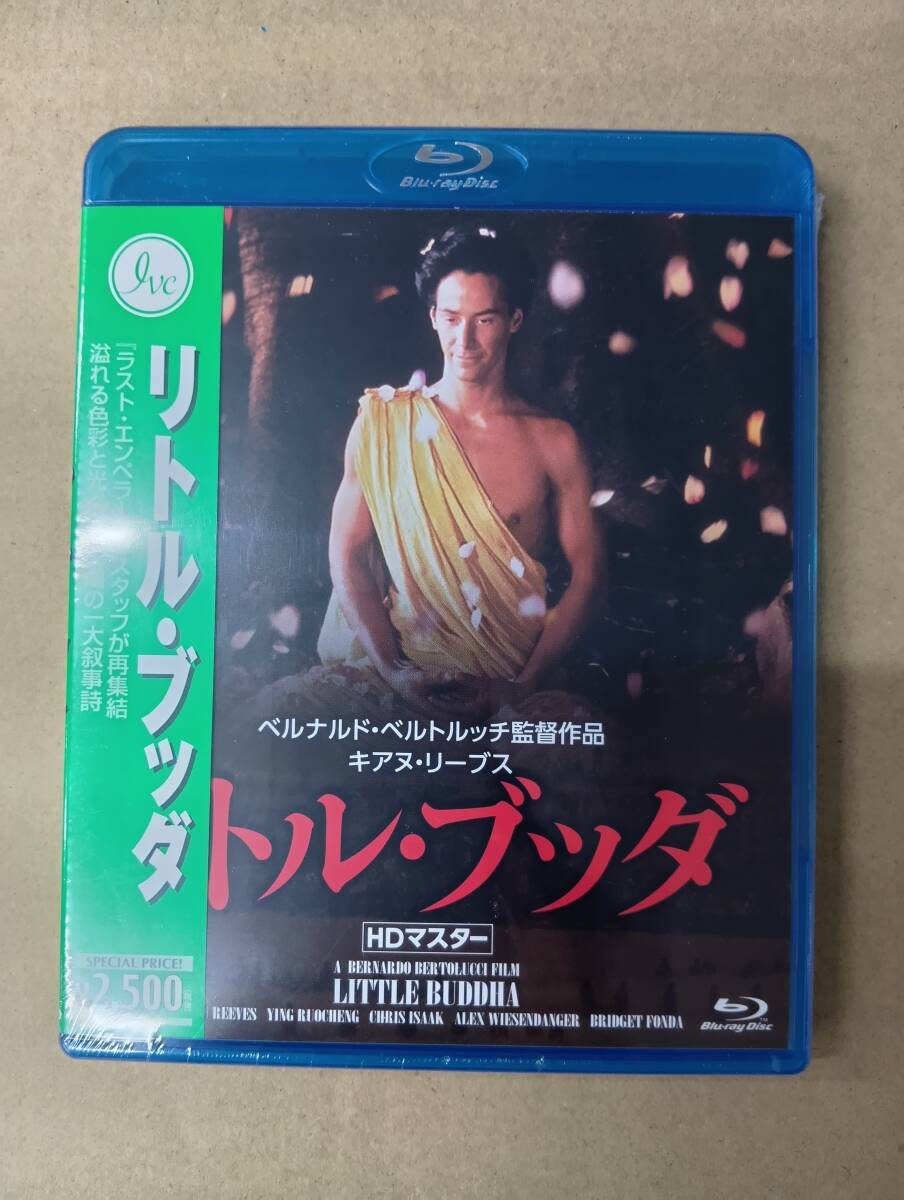 Blu-ray Disc
IVC
リトル・ブッダ
『ラスト・エンペラー スタッフが再集結
溢れる色彩と光 の一大叙事詩
SPECIAL PRICE!
2,500
ベルナルド・ベルトルッチ監督作品
キアヌ・リーブス
トル・ブッダ
HDマスター
A BERNARDO BERTOLUCCI FILM
LITTLE BUDDHA
REEVES YING RUOCHENG CHRIS ISAAK ALEX WIESENDANGER BRIDGET FONDA
Blu-ray Disc TM